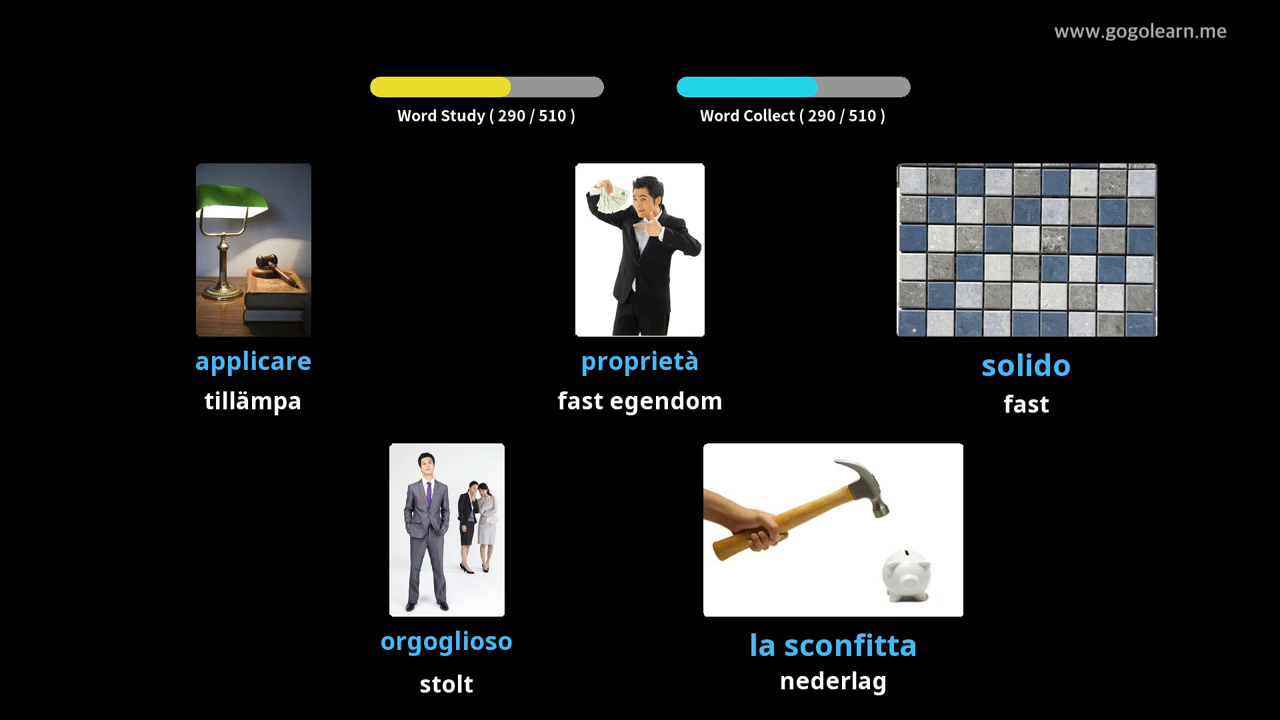 www.gogolearn.me
Word Study ( 290 / 510 )
Word Collect ( 290 / 510 )
applicare
tillämpa
proprietà
fast egendom
solido
fast
orgoglioso
stolt
la sconfitta
nederlag